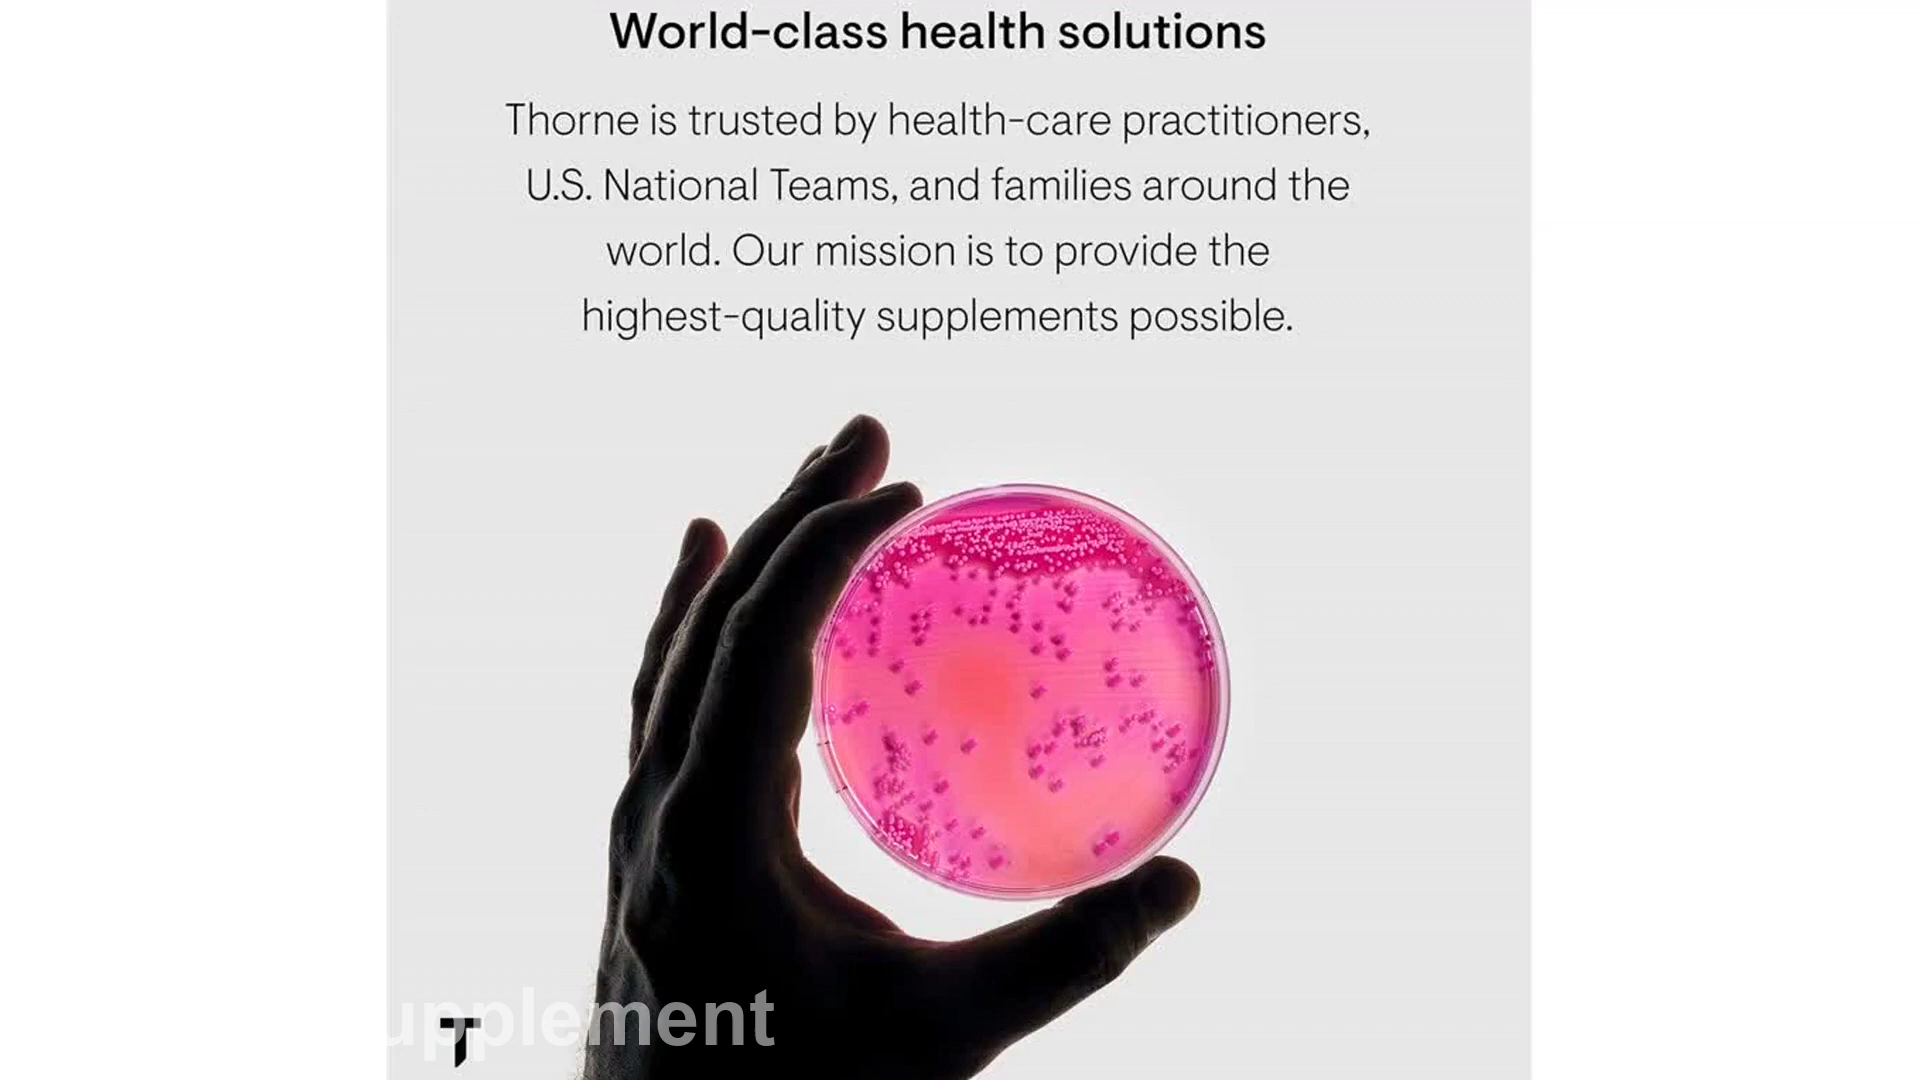 World-class health solutions
Thorne is trusted by health-care practitioners,
U.S. National Teams, and families around the
world. Our mission is to provide the
highest-quality supplements possible.
upplement
T